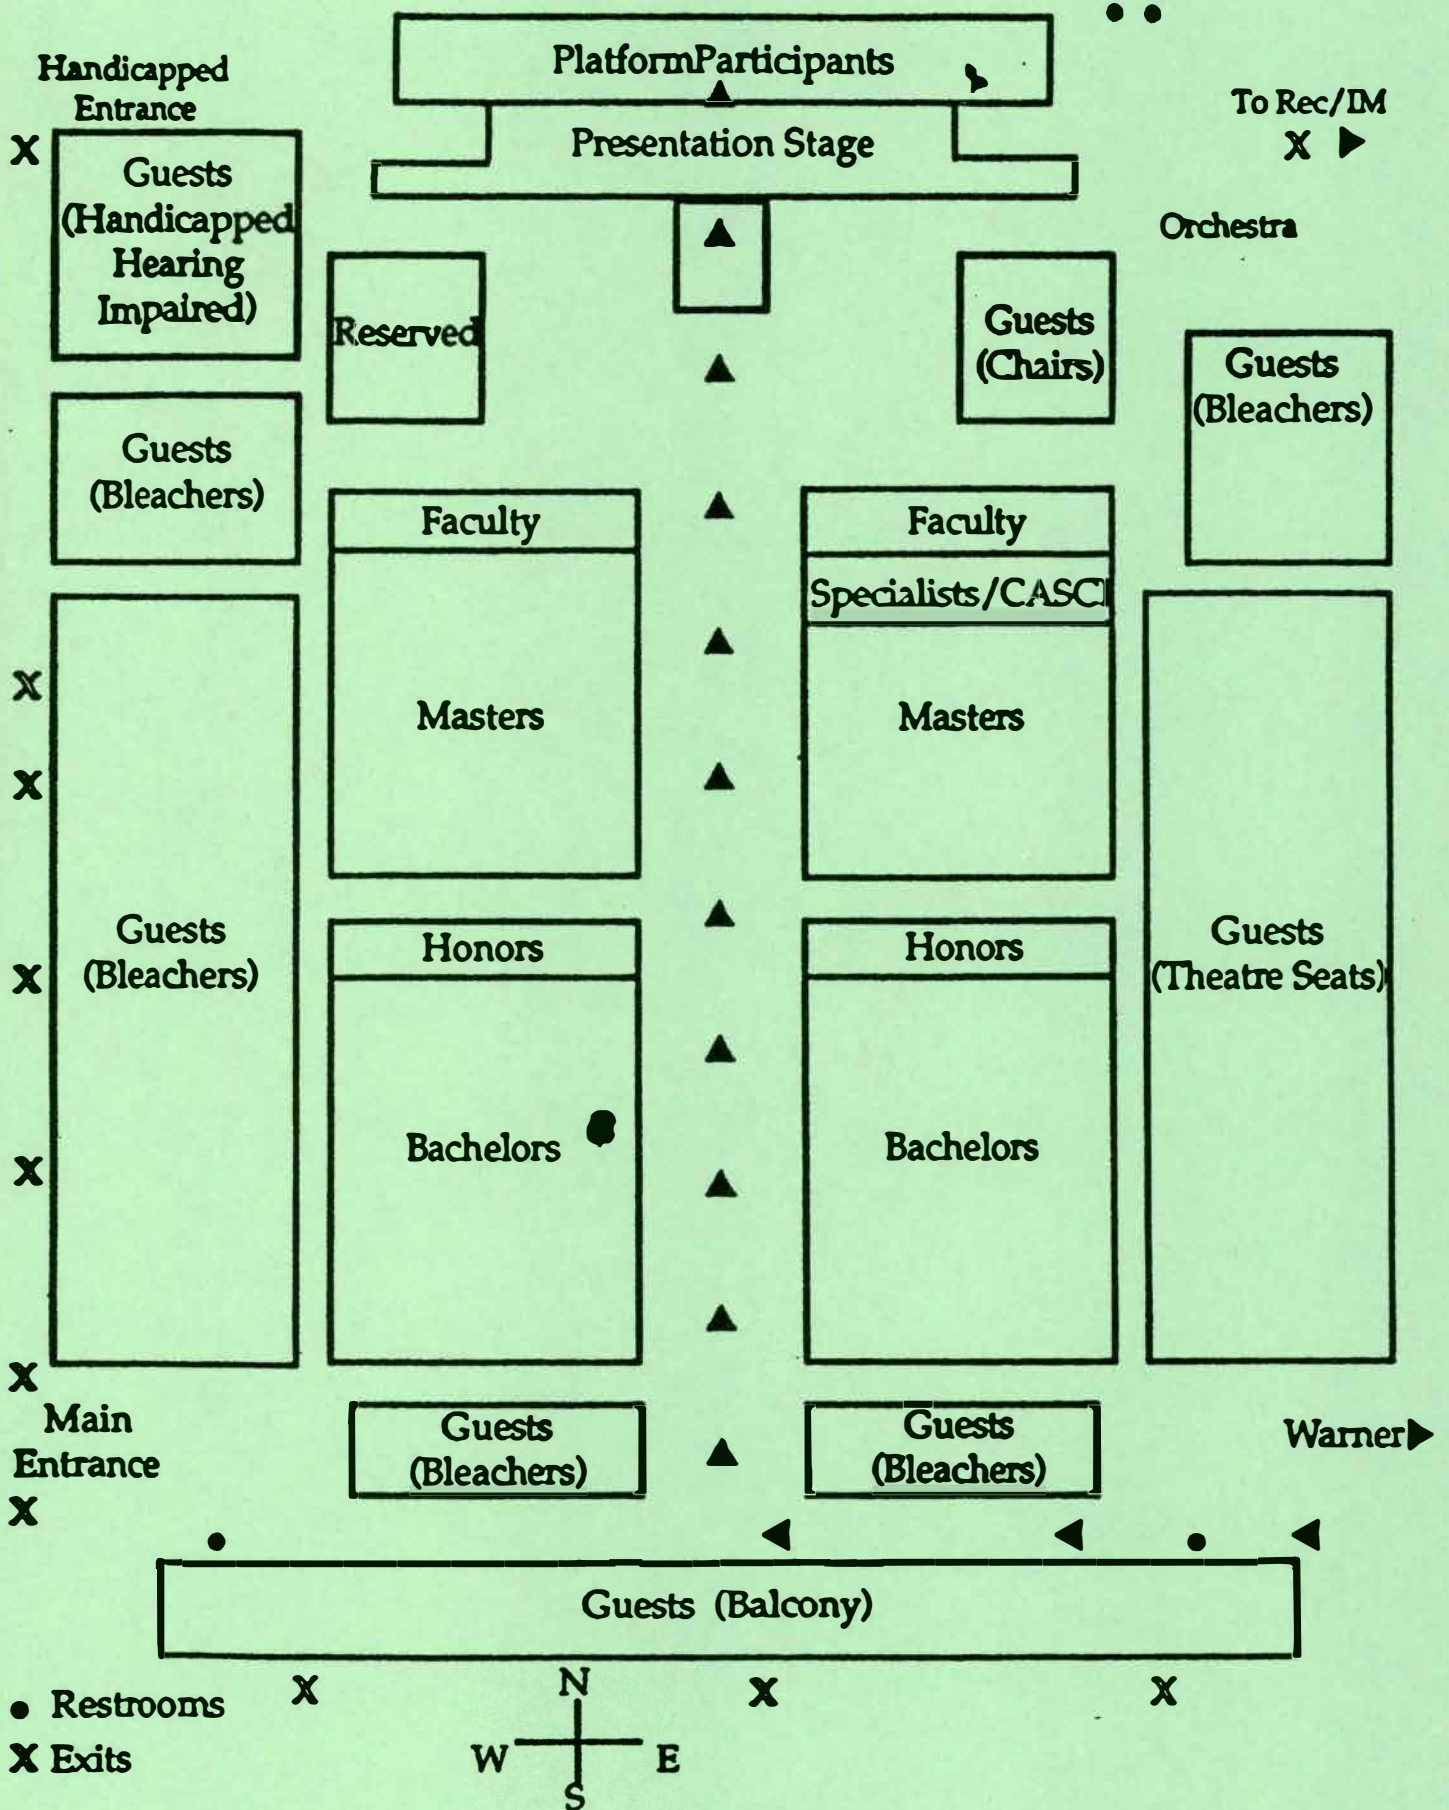 PlatformParticipants
Handicapped
Entrance
To Rec/IM
X
X
Presentation Stage
Guests
(Handicapped
Hearing
Impaired)
Orchestra
Reserved
Guests
(Chairs)
Guests
(Bleachers)
Guests
(Bleachers)
Faculty
Faculty
Specialists/CASCI
X
Masters
Masters
X
Guests
(Bleachers)
Honors
Honors
Guests
(Theatre Seats)
X
Bachelors
Bachelors
X
X
Main
Entrance
Guests
(Bleachers)
Guests
(Bleachers)
Warner
X
Guests (Balcony)
X
X
X
Restrooms
X Exits
N
W
E
S